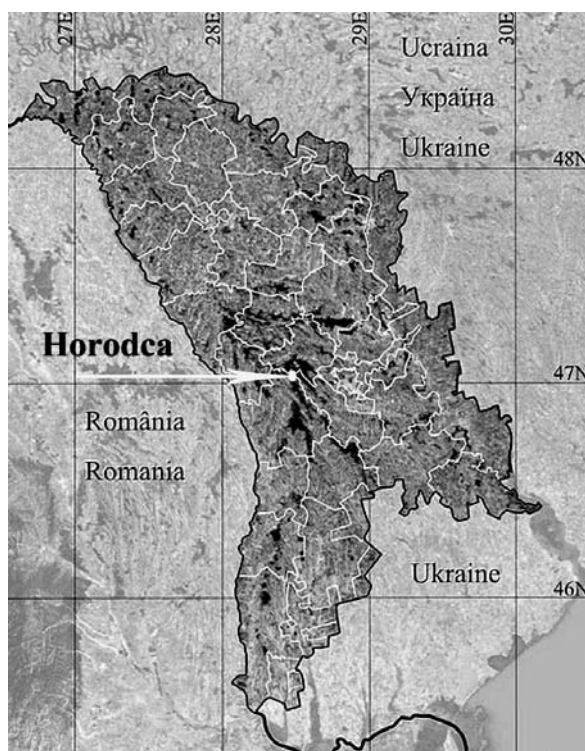 27E
28E
29E
30E
Ucraina
Україна
Ukraine
48N
Horodca
47N
România
Romania
Ukraine
46N